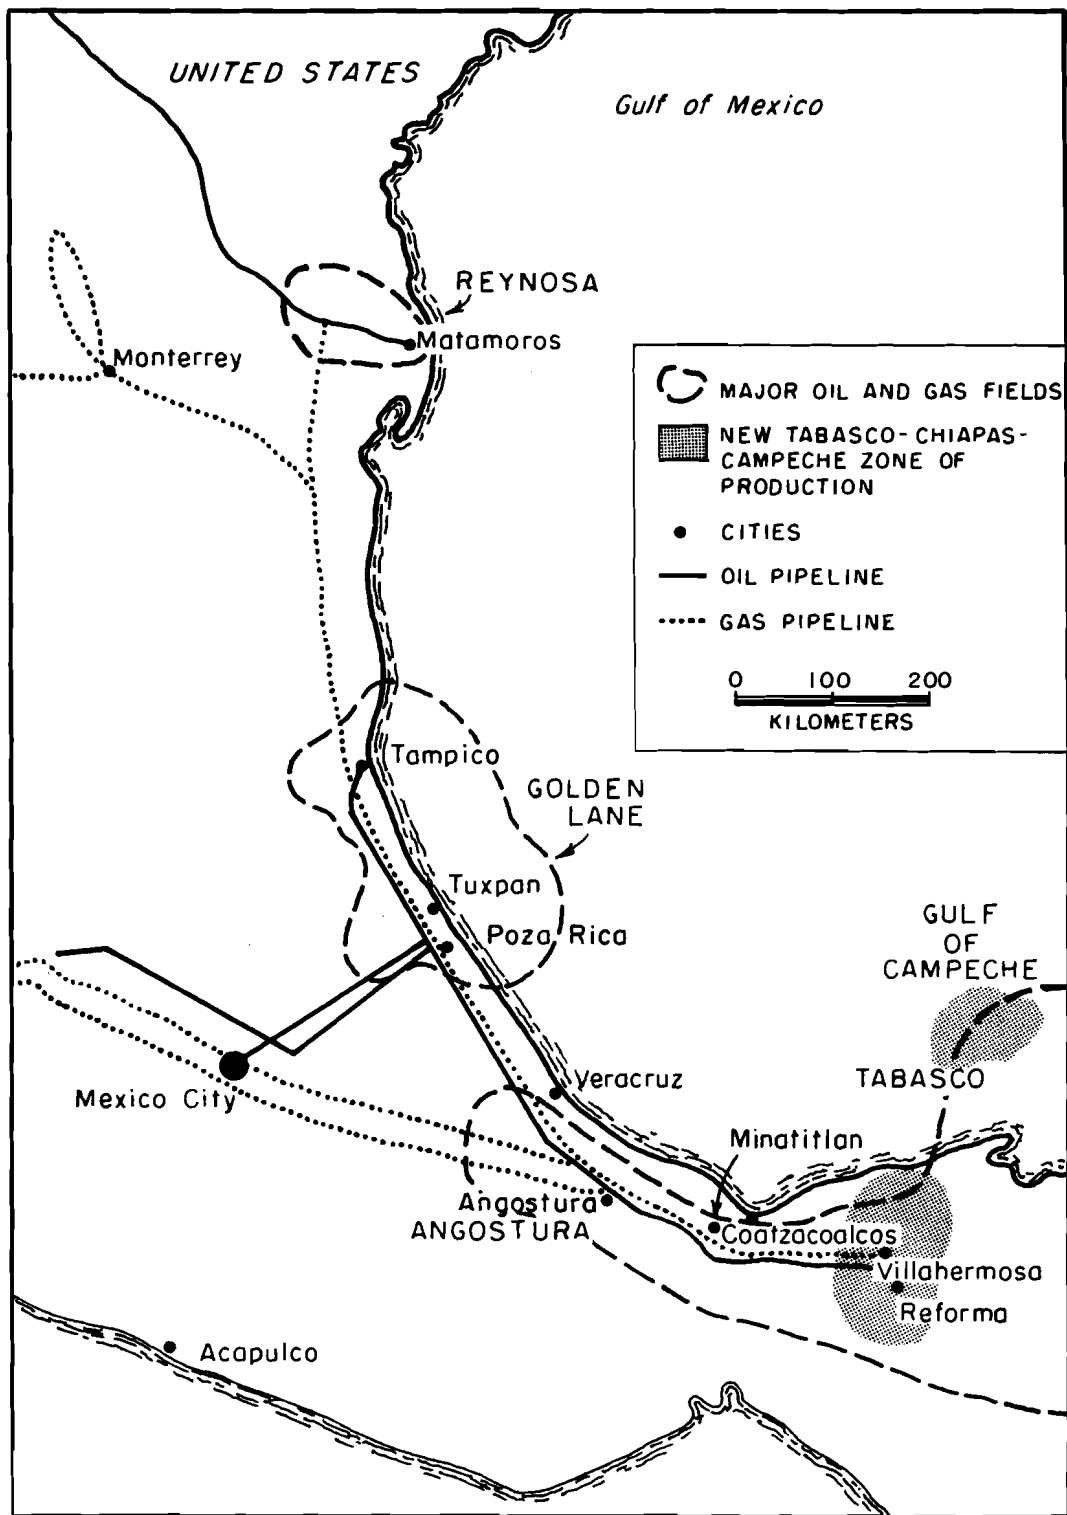 UNITED STATES
Gulf of Mexico
REYNOSA
Matamoros
Monterrey
MAJOR OIL AND GAS FIELDS
NEW TABASCO-CHIAPAS-
CAMPECHE ZONE OF
PRODUCTION
CITIES
OIL PIPELINE
GAS PIPELINE
0 100 200
KILOMETERS
Tampico
GOLDEN
LANE
Tuxpan
Poza Rica
GULF
OF
CAMPECHE
Mexico City
Veracruz
TABASCO
Minatitlan
Angostura
ANGOSTURA
Coatzacoalcos
Villahermosa
Reforma
Acapulco